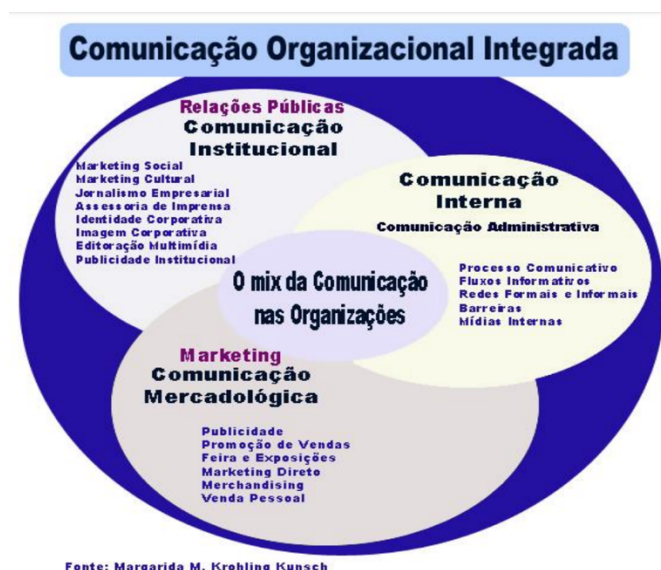 Comunicação Organizacional Integrada
Relações Públicas
Comunicação
Institucional
Marketing Social
Marketing Cultural
Jornalismo Empresarial
Assessoria de Imprensa
Identidade Corporativa
Imagem Corporativa
Editoração Multimídia
Publicidade Institucional
Comunicação
Interna
Comunicação Administrativa
Processo Comunicativo
Fluxos Informativos
Redes Formais e Informais
Barreiras
Mídias Internas
O mix da Comunicação
nas Organizações
Marketing
Comunicação
Mercadológica
Publicidade
Promoção de Vendas
Feira e Exposições
Marketing Direto
Merchandising
Venda Pessoal
Fonte: Margarida M. Krohling Kunsch